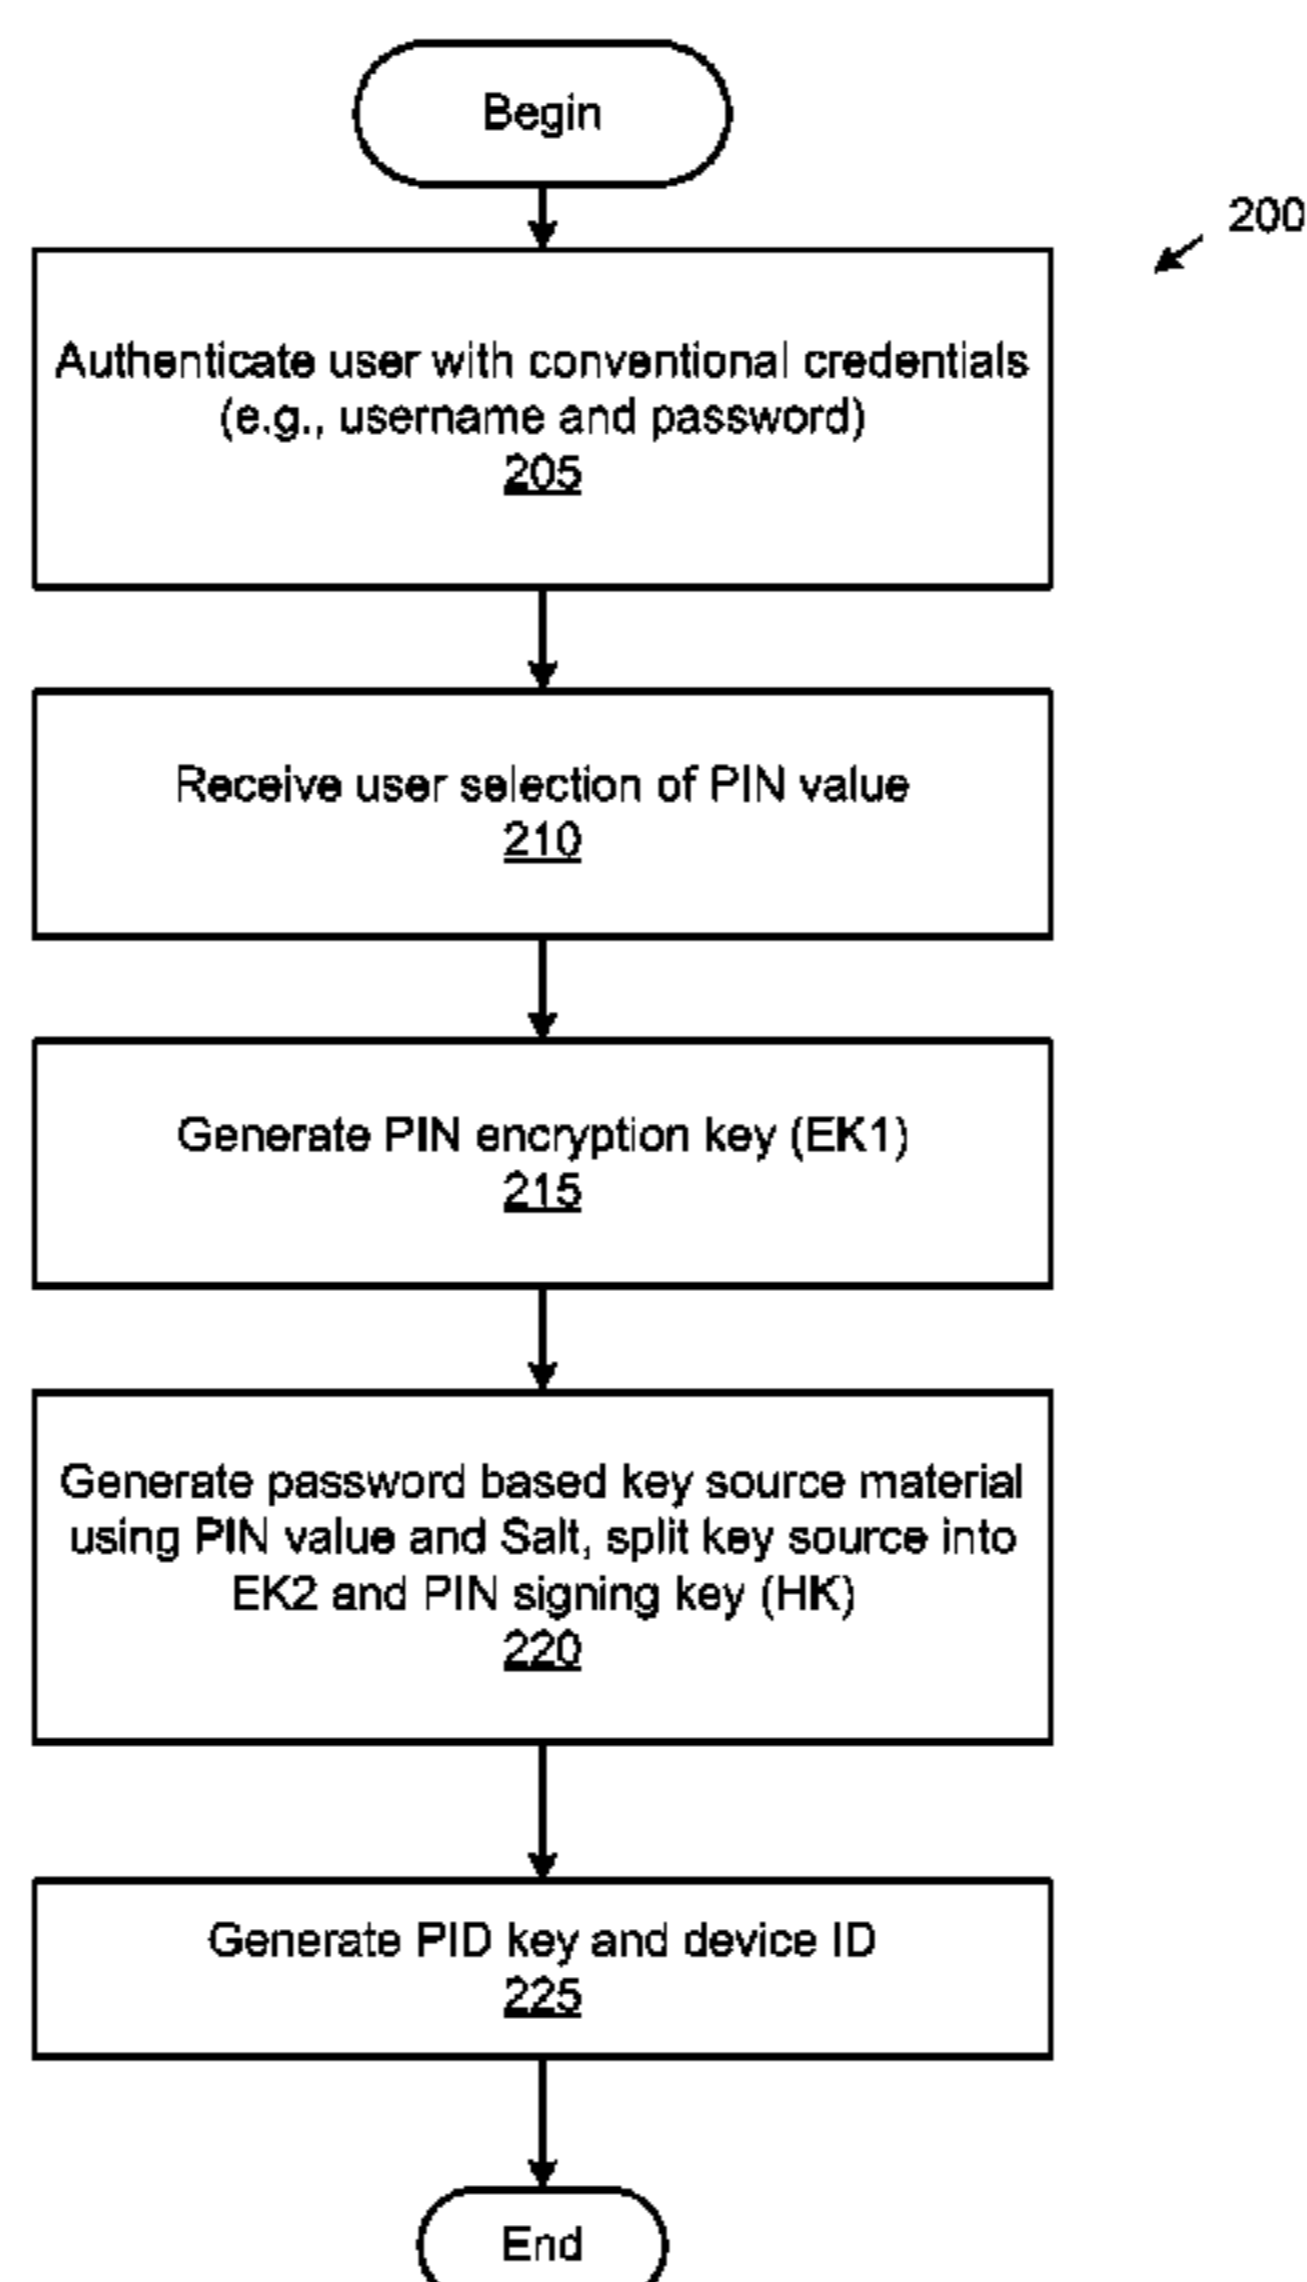 Begin
200
Authenticate user with conventional credentials
(e.g., username and password)
205
Receive user selection of PIN value
210
Generate PIN encryption key (EK1)
215
Generate password based key source material
using PIN value and Salt, split key source into
EK2 and PIN signing key (HK)
220
Generate PID key and device ID
225
End